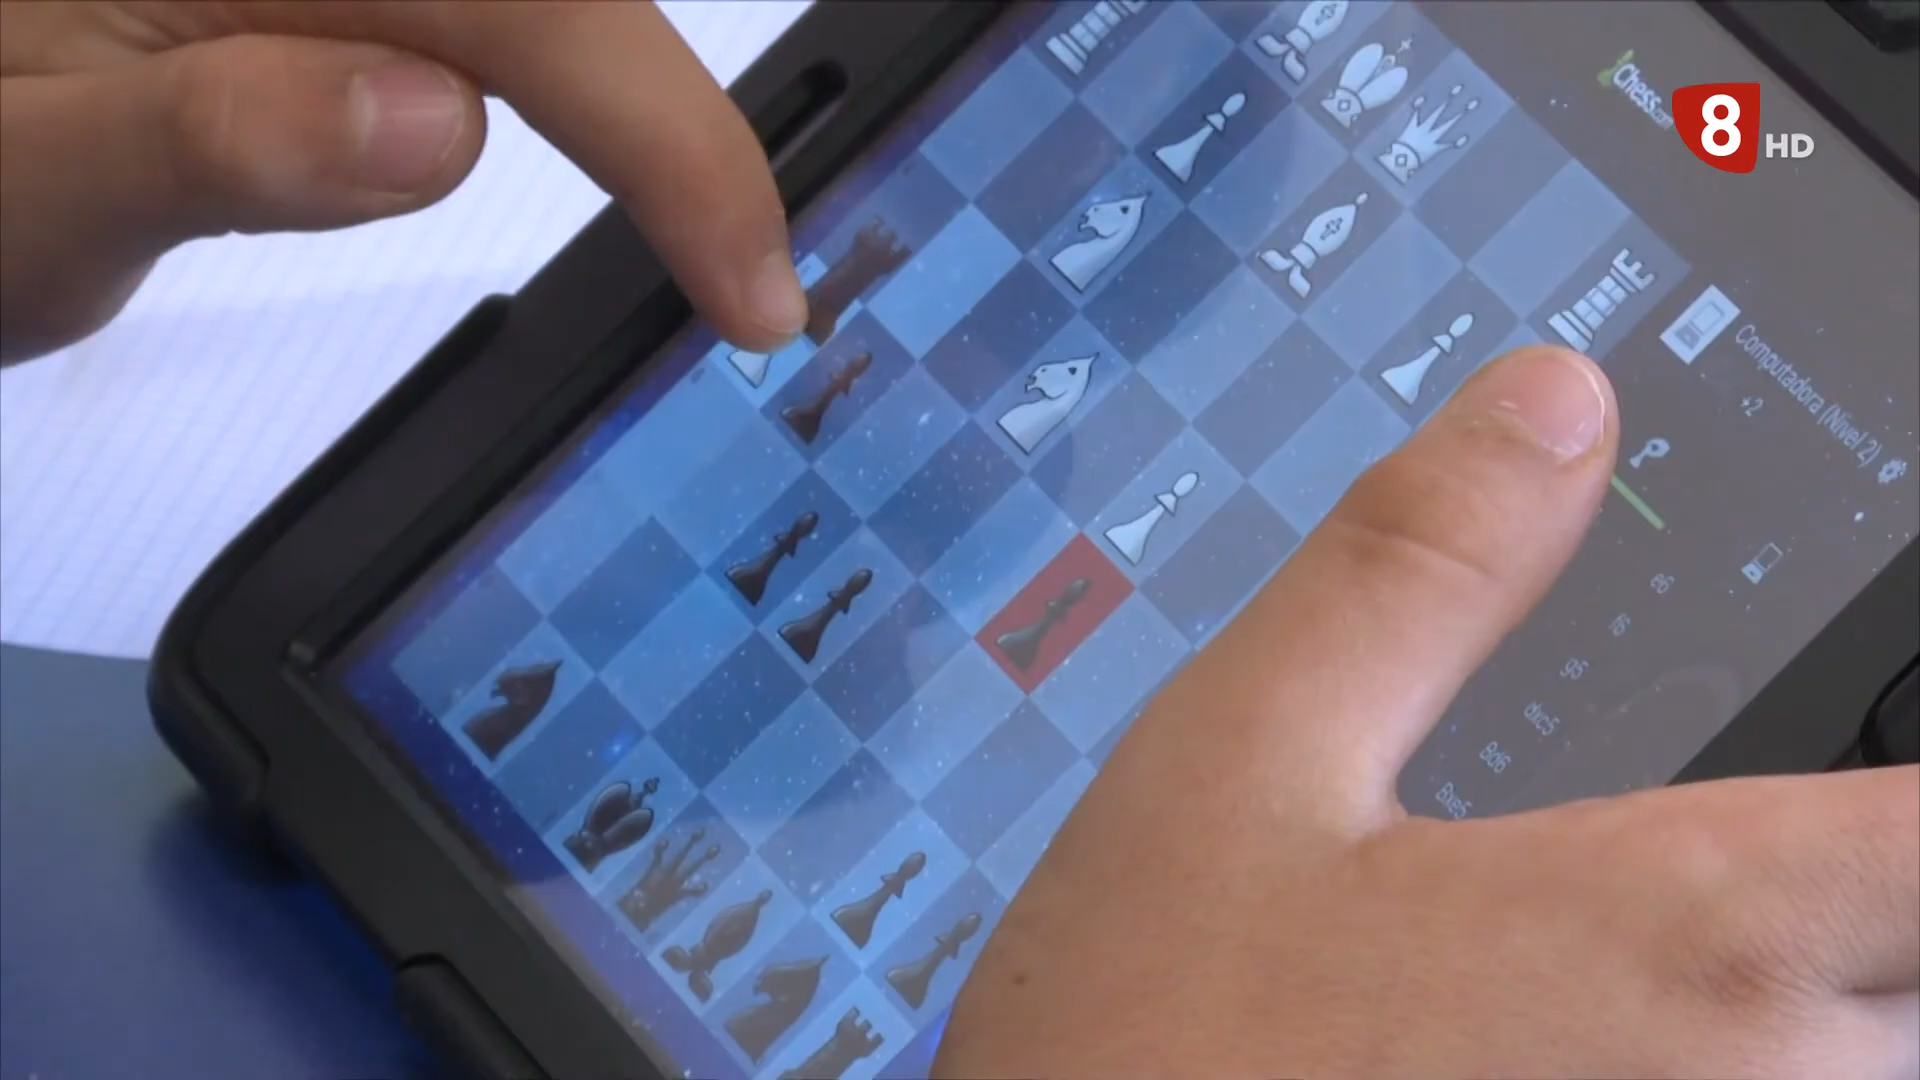 Chess.com
8 HD
Computadora (Nivel 2)
+2
e6
f6
g5
dxc5
Bd6
Bxe5